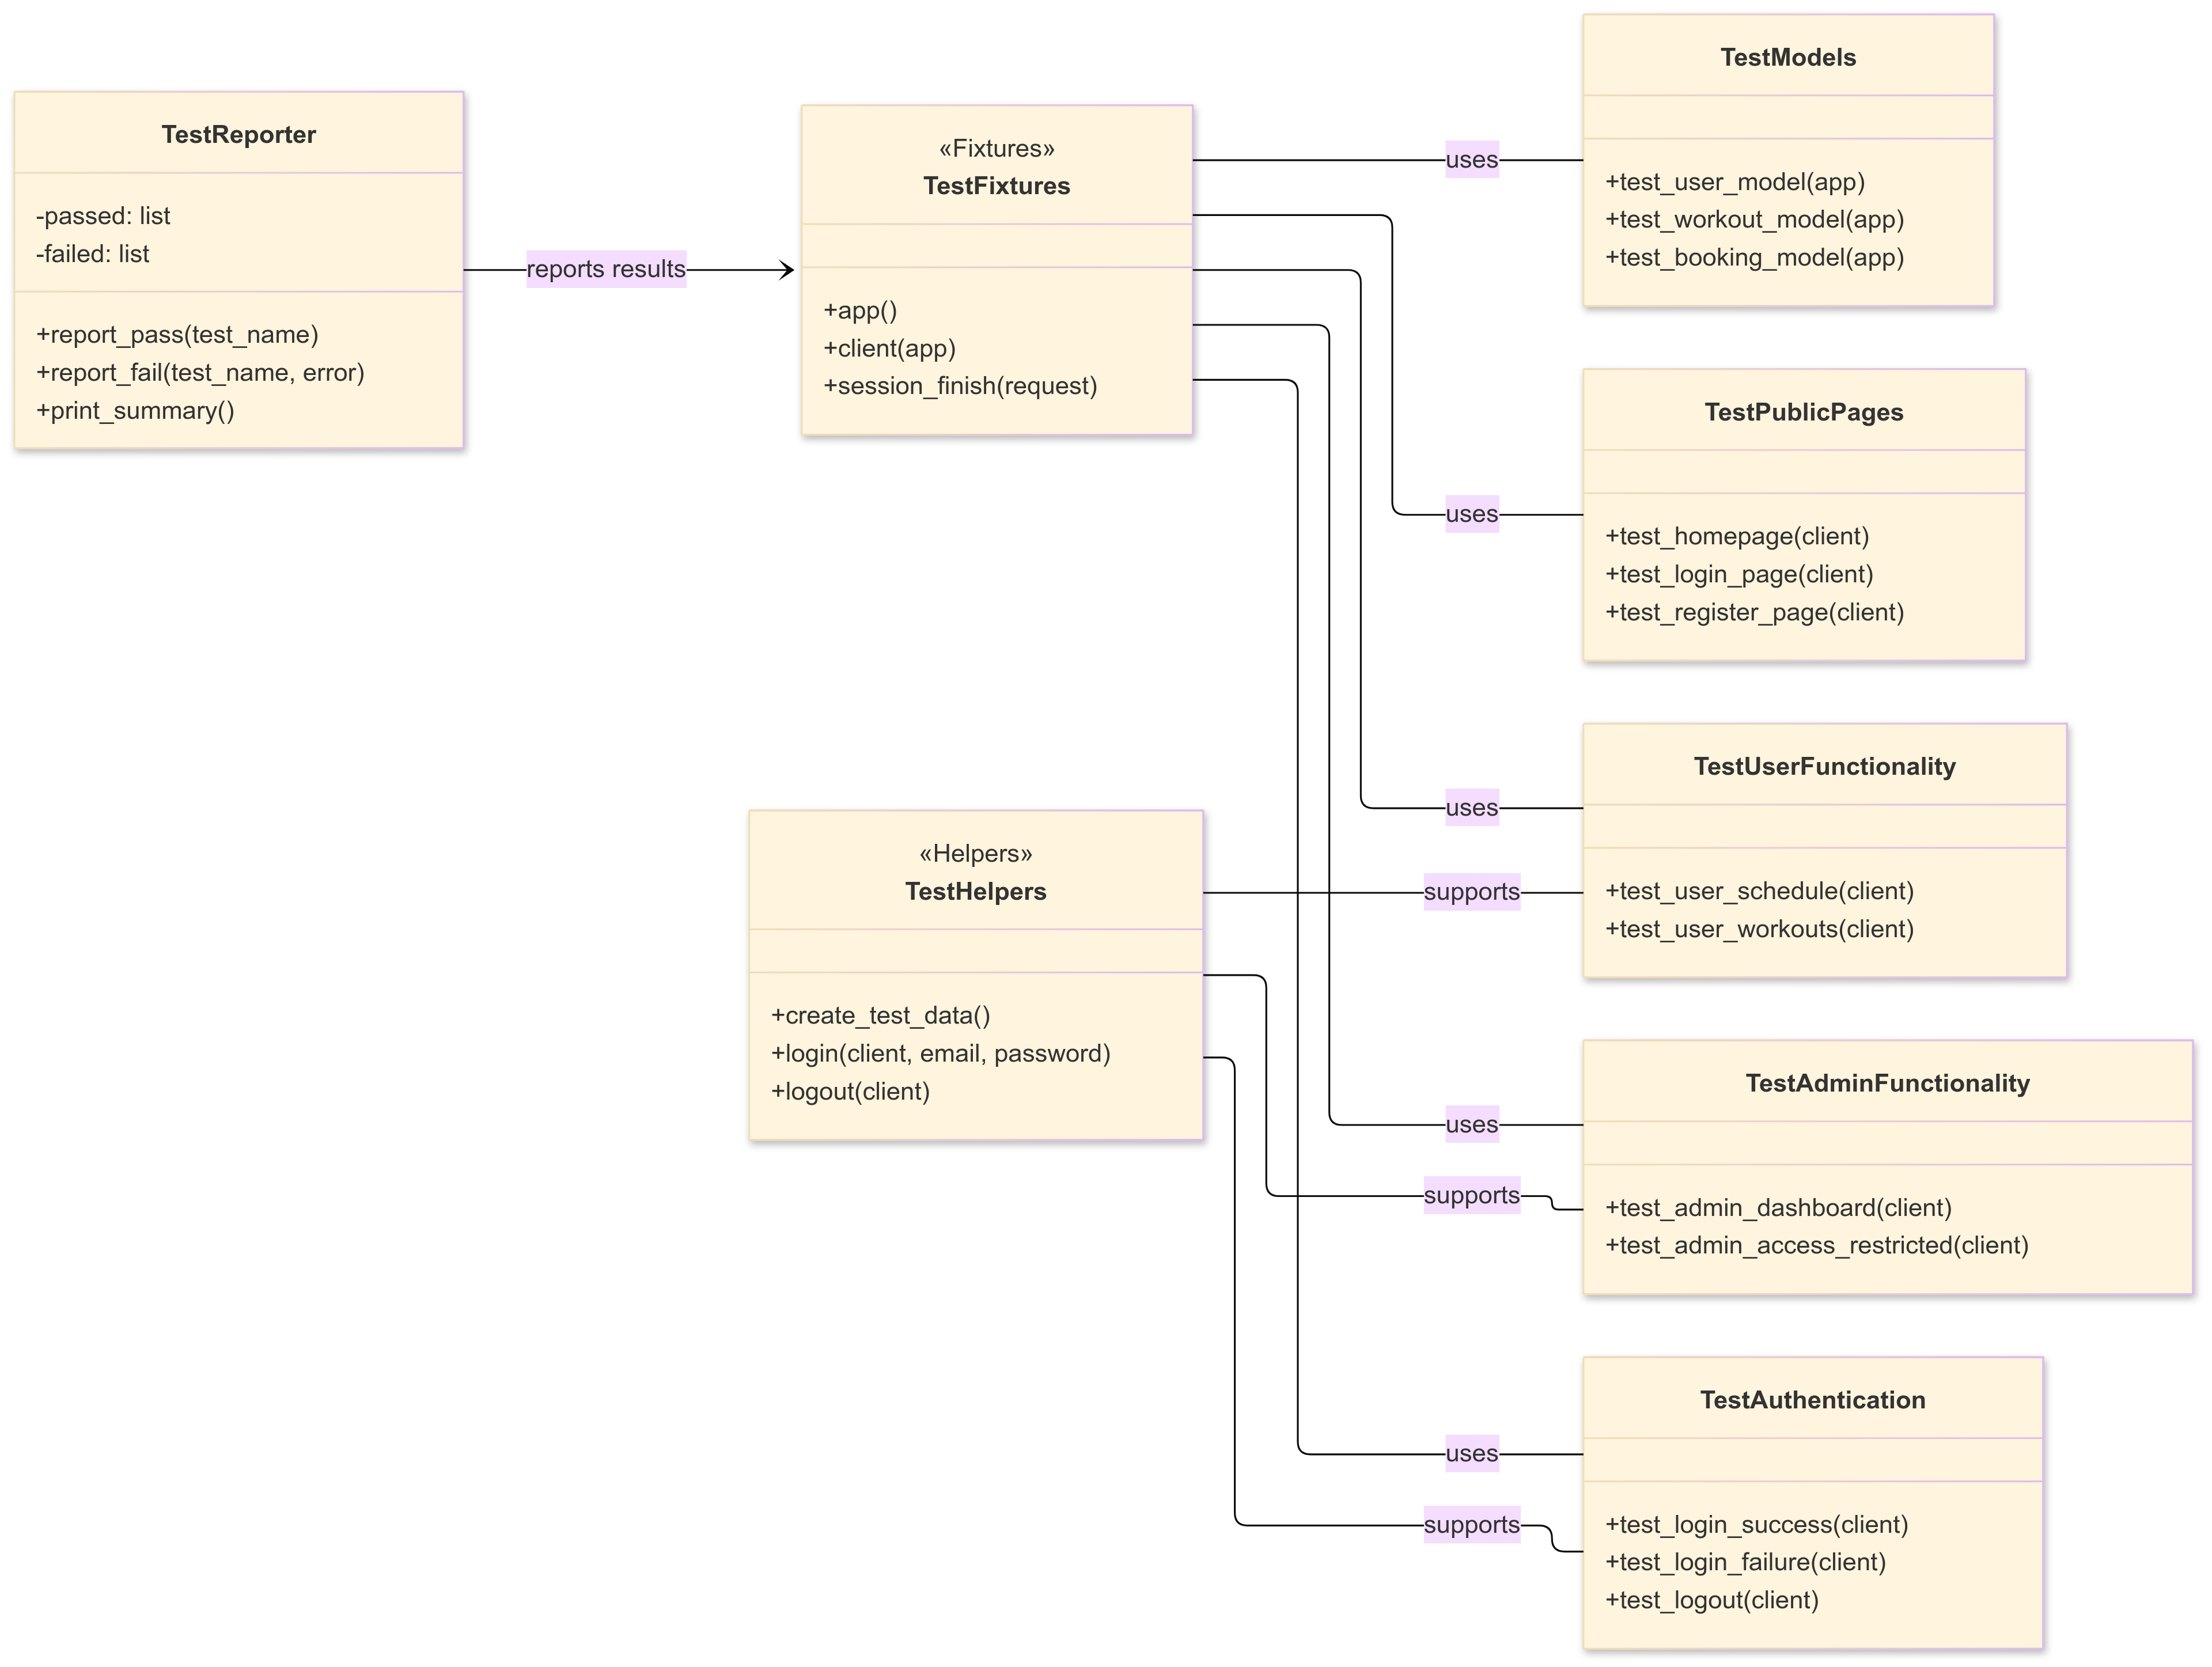 TestReporter
-passed: list
-failed: list
+report_pass(test_name)
+report_fail(test_name, error)
+print_summary()
reports results
«Fixtures»
TestFixtures
+app()
+client(app)
+session_finish(request)
uses
uses
uses
uses
uses
«Helpers»
TestHelpers
+create_test_data()
+login(client, email, password)
+logout(client)
supports
supports
supports
TestModels
+test_user_model(app)
+test_workout_model(app)
+test_booking_model(app)
TestPublicPages
+test_homepage(client)
+test_login_page(client)
+test_register_page(client)
TestUserFunctionality
+test_user_schedule(client)
+test_user_workouts(client)
TestAdminFunctionality
+test_admin_dashboard(client)
+test_admin_access_restricted(client)
TestAuthentication
+test_login_success(client)
+test_login_failure(client)
+test_logout(client)